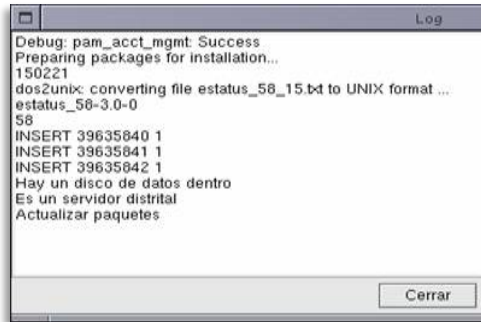 Log
Debug: pam_acct_mgmt: Success
Preparing packages for installation...
150221
dos2unix: converting file estatus_58_15.txt to UNIX format ...
estatus_58-3.0-0
58
INSERT 39635840 1
INSERT 39635841 1
INSERT 39635842 1
Hay un disco de datos dentro
Es un servidor distrital
Actualizar paquetes
Cerrar